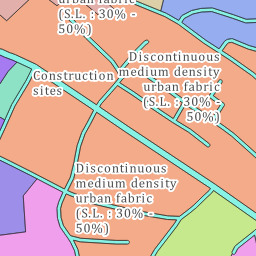 urban fabric
(S.L. : 30% -
50%)
Discontinuous
medium density
urban fabric
(S.L. : 30% -
50%)
Construction
sites
Discontinuous
medium density
urban fabric
(S.L. : 30% -
50%)